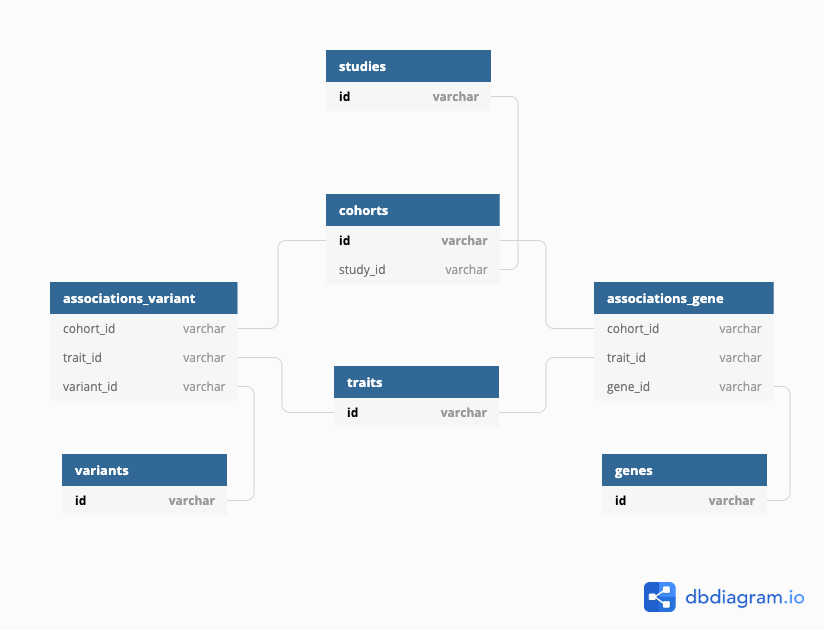 studies
id varchar
cohorts
id varchar
study_id varchar
associations_variant
cohort_id varchar
trait_id varchar
variant_id varchar
associations_gene
cohort_id varchar
trait_id varchar
gene_id varchar
traits
id varchar
variants
id varchar
genes
id varchar
dbdiagram.io